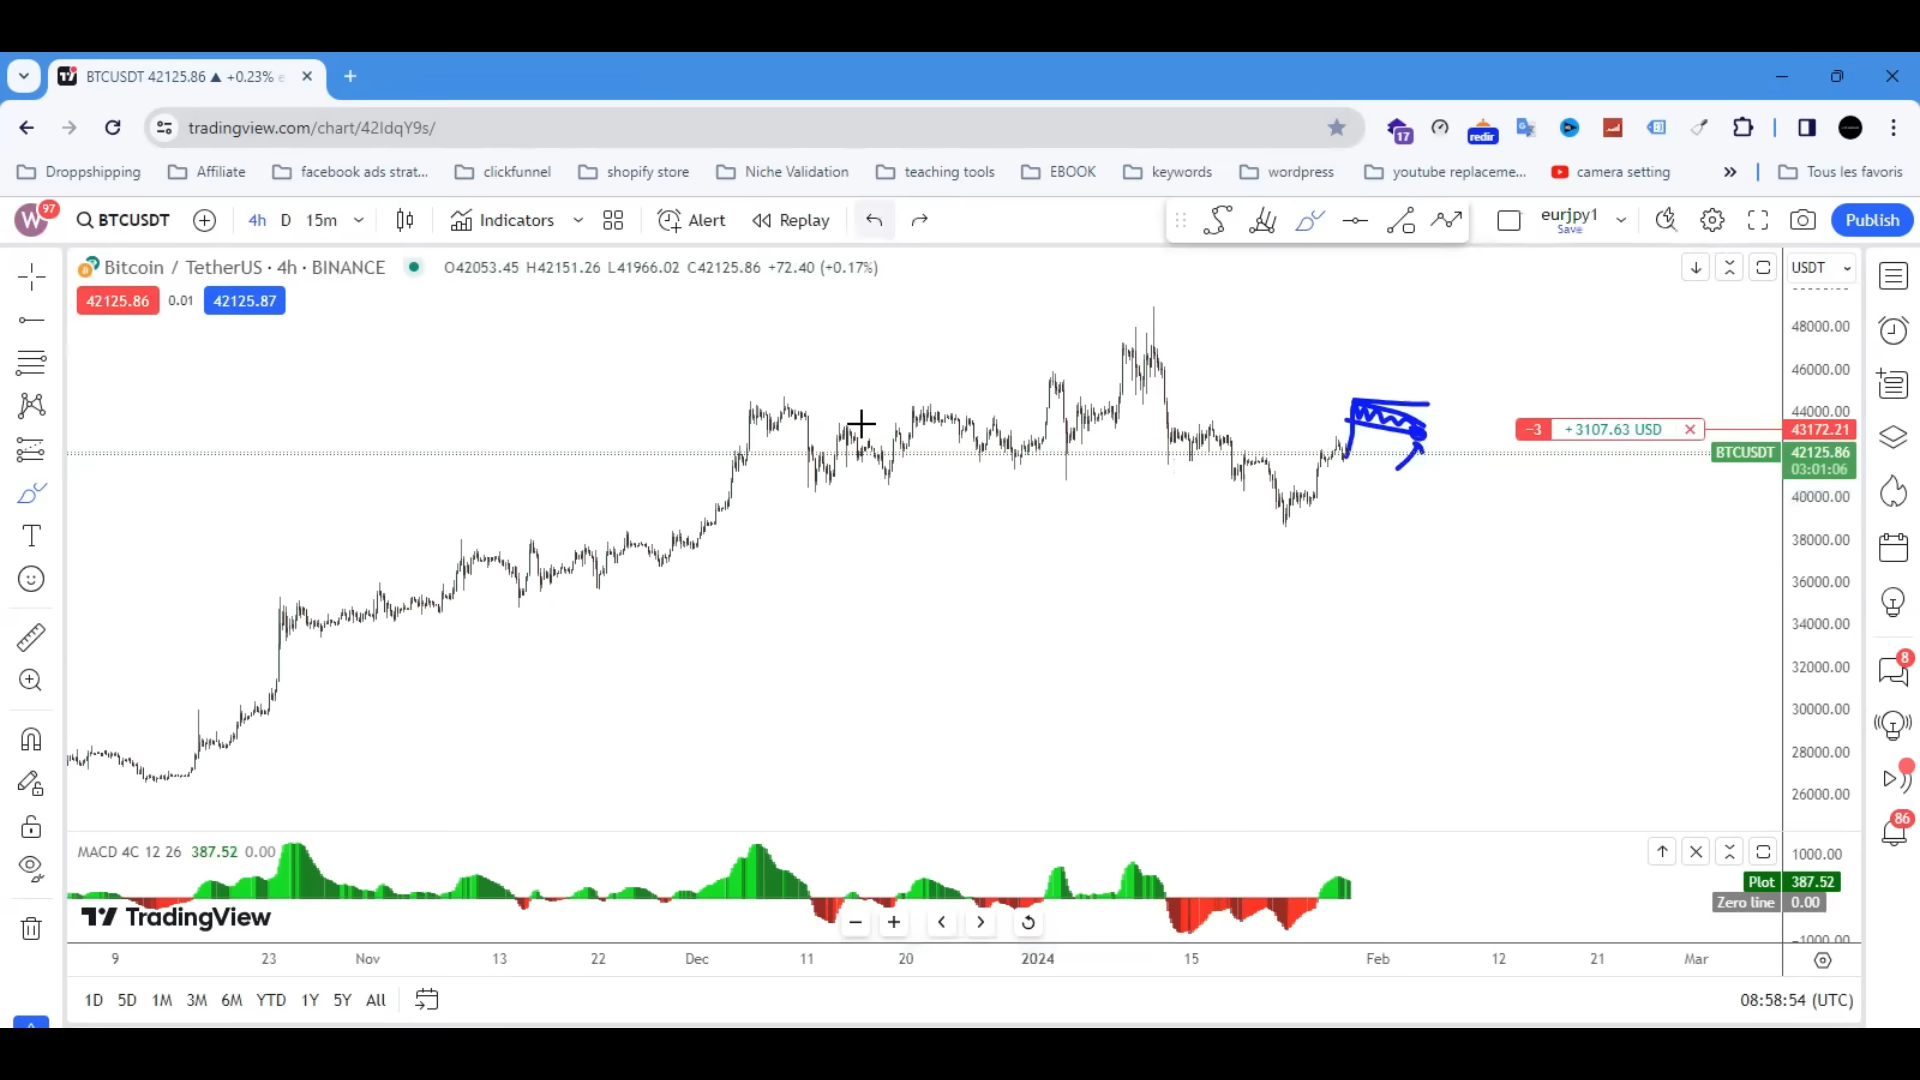 BTCUSDT 42125.86 ▲ +0.23%
tradingview.com/chart/42IdqY9s/
17
redir
Droppshipping
Affiliate
facebook ads strat...
clickfunnel
shopify store
Niche Validation
teaching tools
EBOOK
keywords
wordpress
youtube replaceme...
camera setting
»
Tous les favoris
W
97
BTCUSDT
4h
D
15m
Indicators
Alert
Replay
eurjpy1
Save
Publish
Bitcoin / TetherUS · 4h · BINANCE
O42053.45 H42151.26 L41966.02 C42125.86 +72.40 (+0.17%)
USDT
42125.86
0.01
42125.87
48000.00
46000.00
44000.00
−3
+3107.63 USD
43172.21
BTCUSDT
42125.86
03:01:06
40000.00
38000.00
36000.00
34000.00
32000.00
30000.00
28000.00
26000.00
8
86
MACD 4C 12 26 387.52 0.00
1000.00
Plot
387.52
Zero line
0.00
TradingView
9
23
Nov
13
22
Dec
11
20
2024
15
Feb
12
21
Mar
1D
5D
1M
3M
6M
YTD
1Y
5Y
All
08:58:54 (UTC)